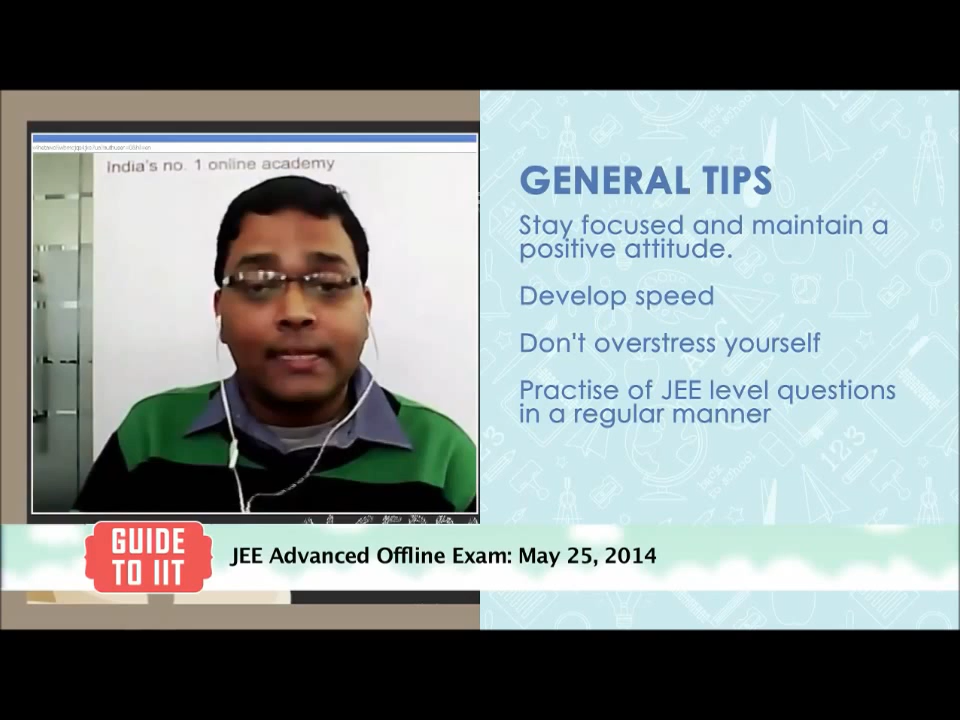 India's no. 1 online academy
GENERAL TIPS
Stay focused and maintain a
positive attitude.
Develop speed
Don't overstress yourself
Practise of JEE level questions
in a regular manner
GUIDE
TO IIT
JEE Advanced Offline Exam: May 25, 2014